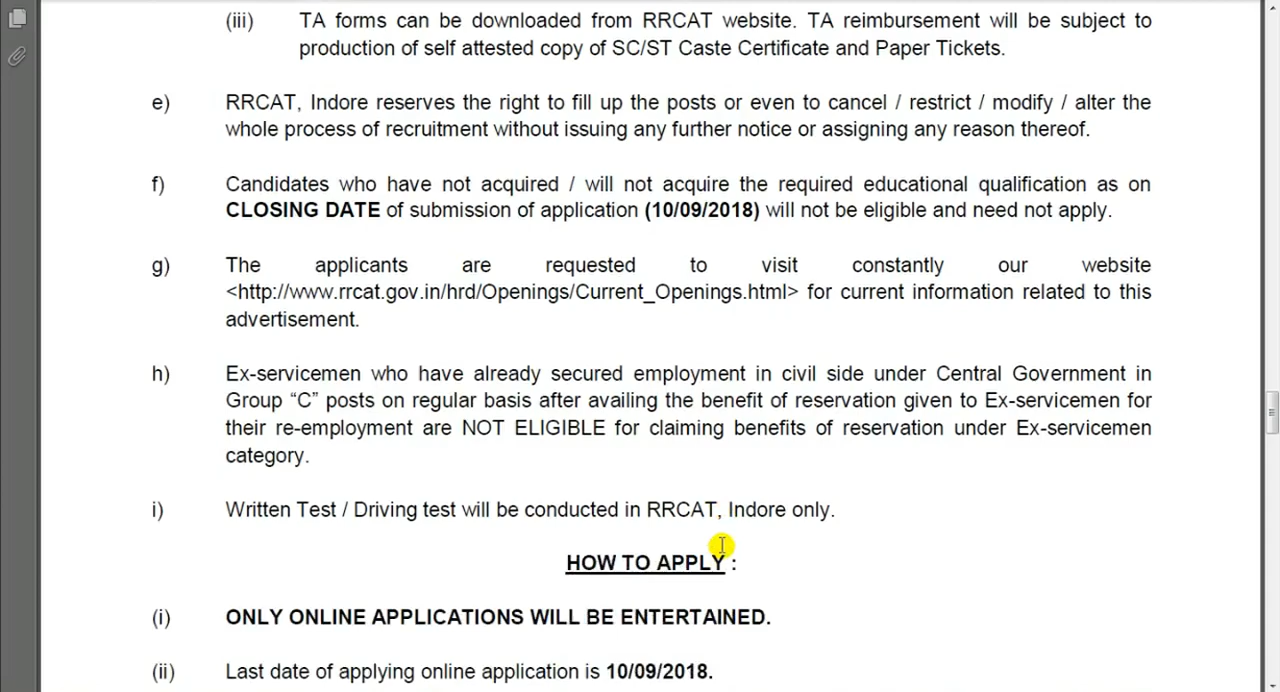 (iii) TA forms can be downloaded from RRCAT website. TA reimbursement will be subject to
production of self attested copy of SC/ST Caste Certificate and Paper Tickets.
e) RRCAT, Indore reserves the right to fill up the posts or even to cancel / restrict / modify / alter the
whole process of recruitment without issuing any further notice or assigning any reason thereof.
f) Candidates who have not acquired / will not acquire the required educational qualification as on
CLOSING DATE of submission of application (10/09/2018) will not be eligible and need not apply.
g) The applicants are requested to visit constantly our website
<http://www.rrcat.gov.in/hrd/Openings/Current_Openings.html> for current information related to this
advertisement.
h) Ex-servicemen who have already secured employment in civil side under Central Government in
Group “C” posts on regular basis after availing the benefit of reservation given to Ex-servicemen for
their re-employment are NOT ELIGIBLE for claiming benefits of reservation under Ex-servicemen
category.
i) Written Test / Driving test will be conducted in RRCAT, Indore only.
HOW TO APPLY :
(i) ONLY ONLINE APPLICATIONS WILL BE ENTERTAINED.
(ii) Last date of applying online application is 10/09/2018.